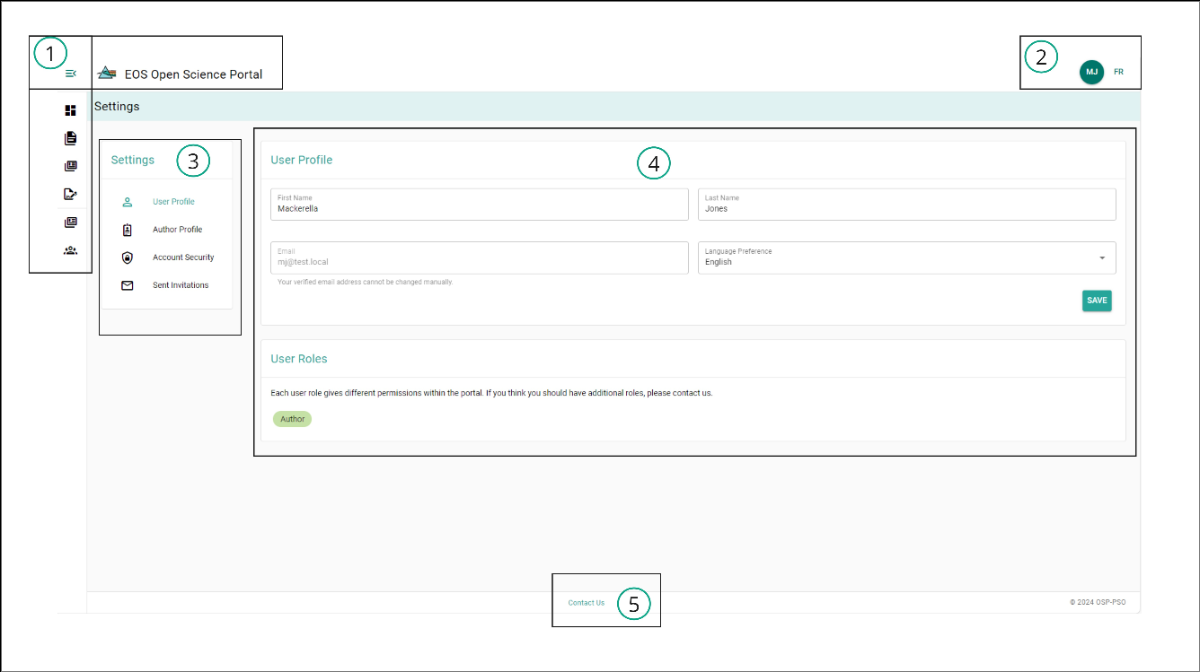 1
EOS Open Science Portal
2
MJ
FR
Settings
Settings
3
User Profile
Author Profile
Account Security
Sent Invitations
4
User Profile
First Name
Mackerella
Last Name
Jones
Email
mj@test.local
Language Preference
English
Your verified email address cannot be changed manually
SAVE
User Roles
Each user role gives different permissions within the portal. If you think you should have additional roles, please contact us.
Author
Contact Us
5
© 2024 OSP-PSO